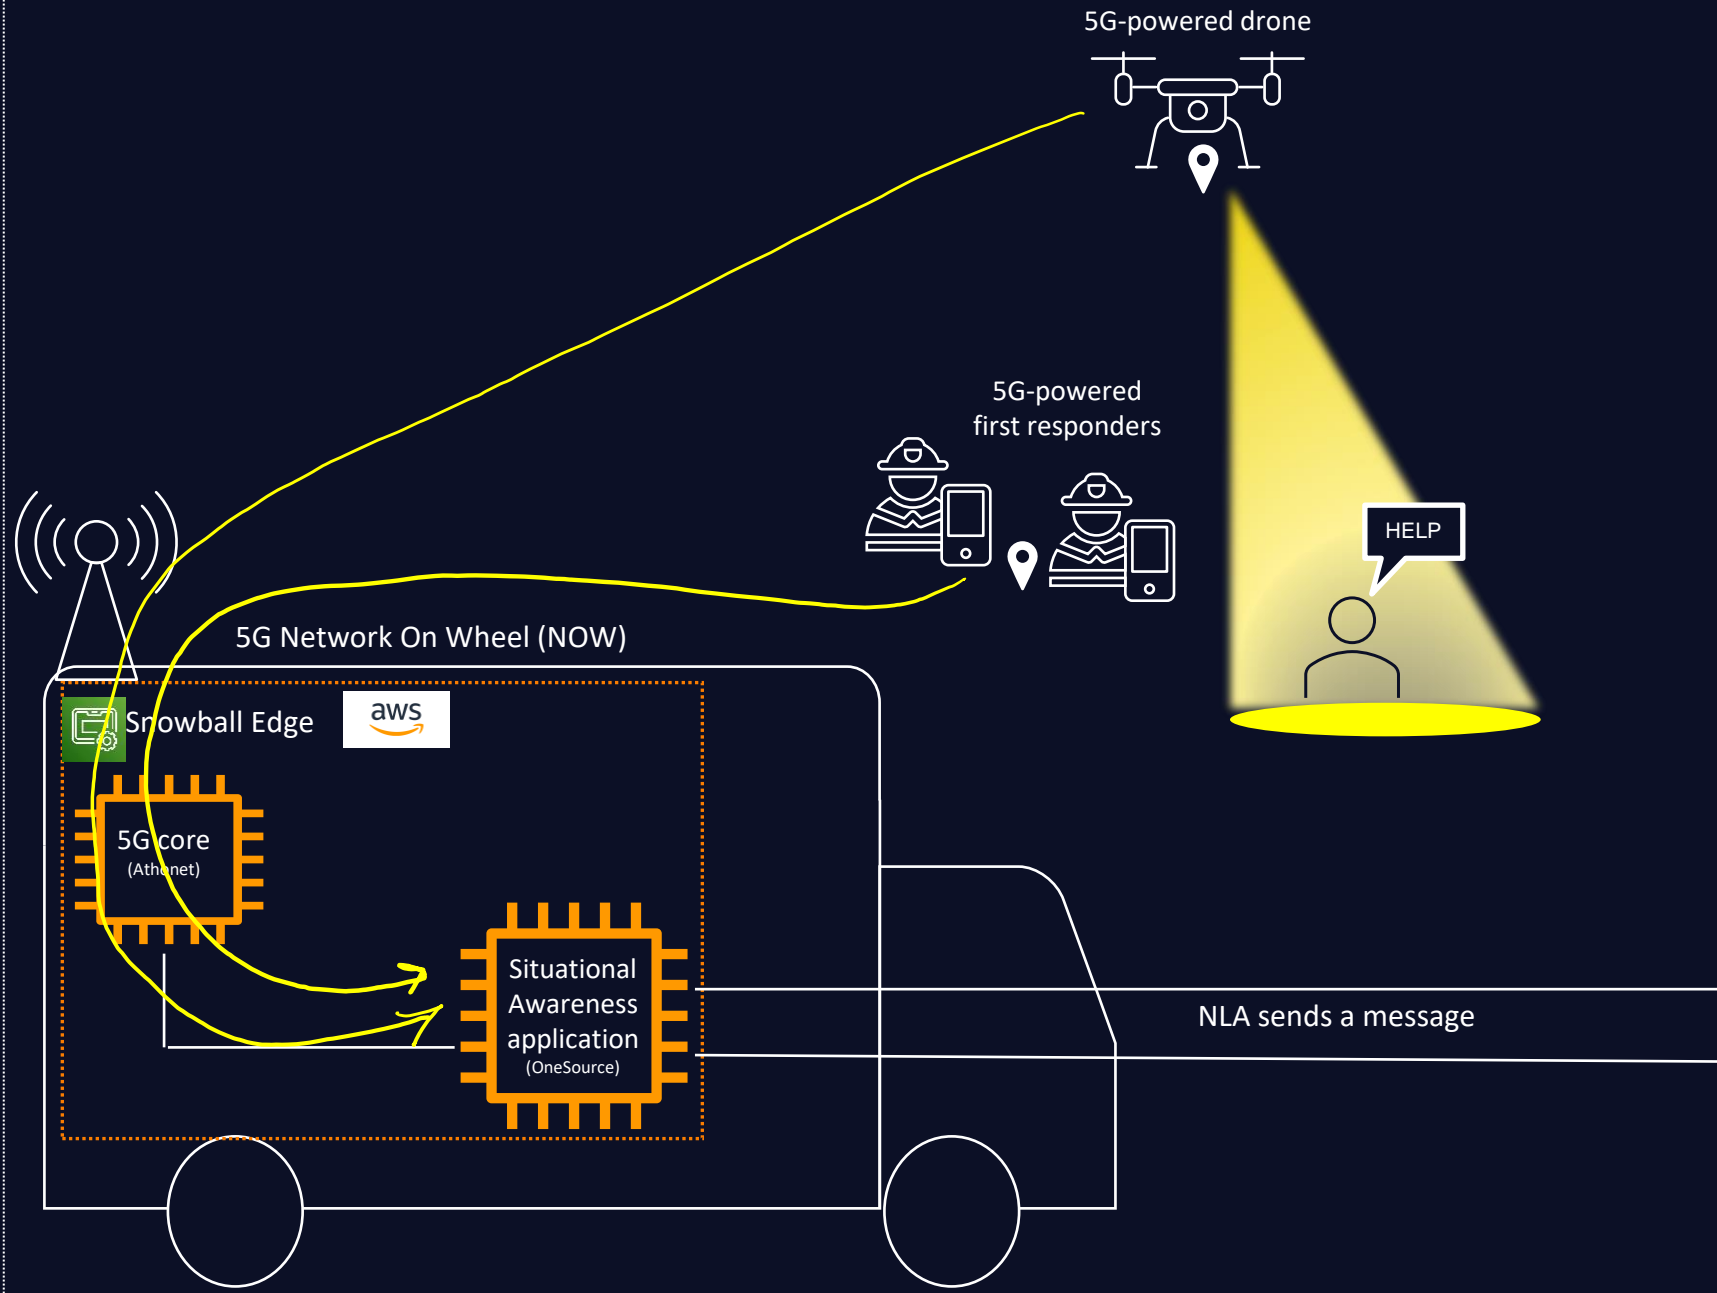 5G-powered drone
5G-powered
first responders
HELP
5G Network On Wheel (NOW)
Snowball Edge
aws
5G core
(Athonet)
Situational
Awareness
application
(OneSource)
NLA sends a message